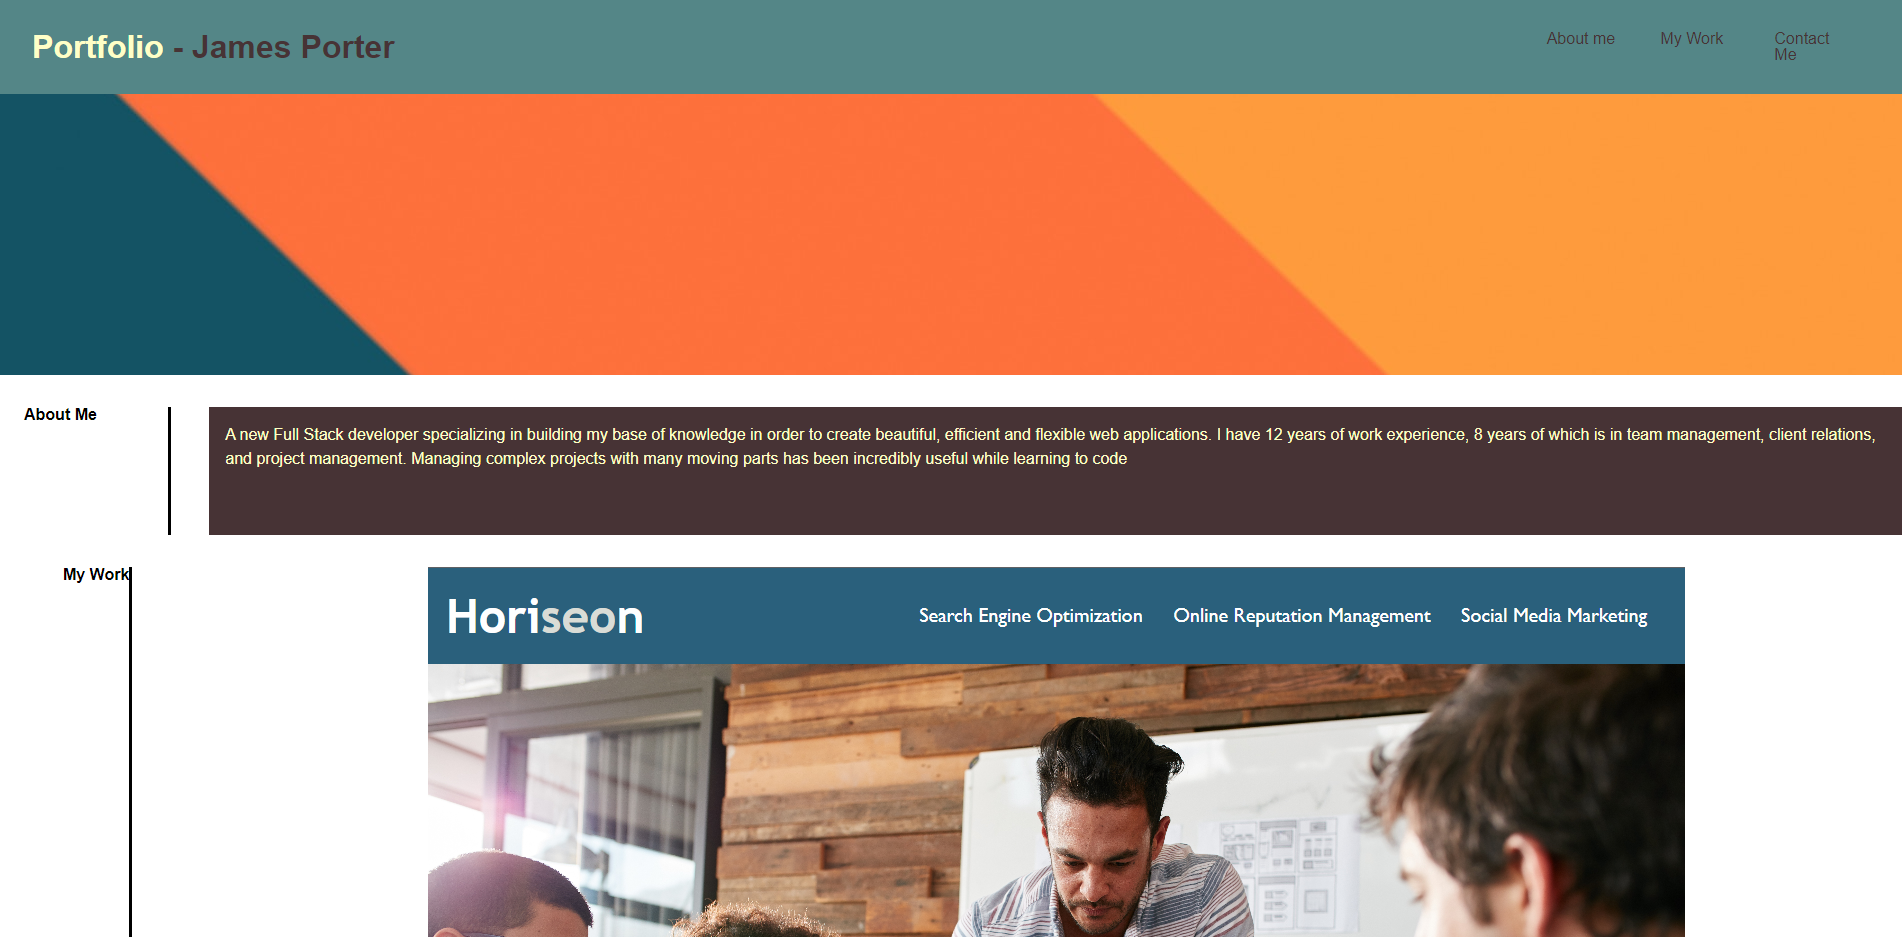 Portfolio - James Porter
About me
My Work
Contact
Me
About Me
A new Full Stack developer specializing in building my base of knowledge in order to create beautiful, efficient and flexible web applications. I have 12 years of work experience, 8 years of which is in team management, client relations,
and project management. Managing complex projects with many moving parts has been incredibly useful while learning to code
My Work
Horiseon
Search Engine Optimization
Online Reputation Management
Social Media Marketing